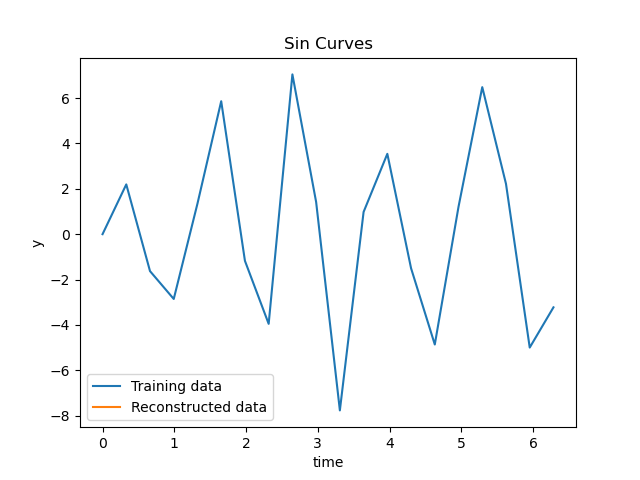 Sin Curves
6
4
2
0
−2
−4
−6
−8
y
Training data
Reconstructed data
0 1 2 3 4 5 6
time